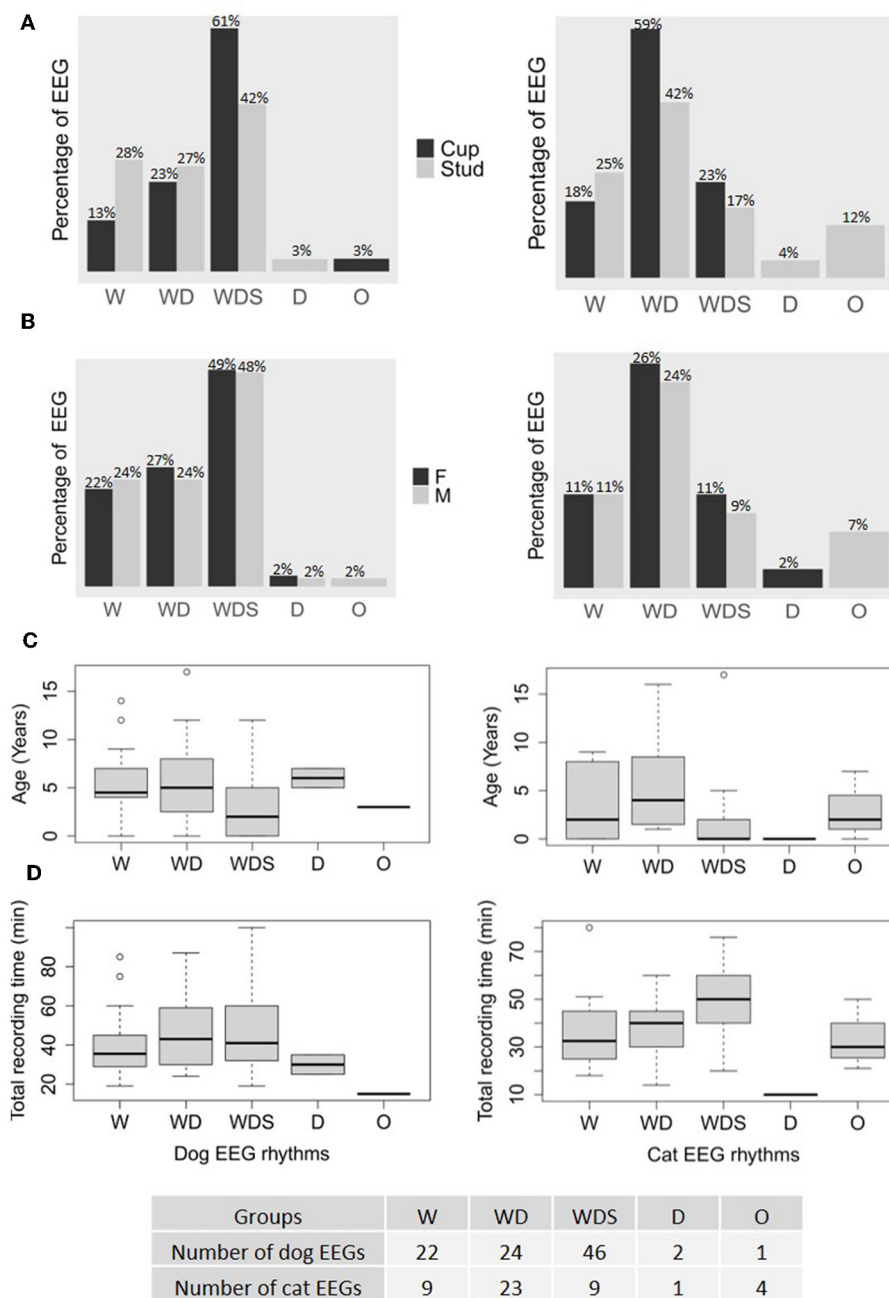 A
Percentage of EEG
13% 28% 23% 27% 61% 42% 3% 3%
W WD WDS D O
Cup
Stud
Percentage of EEG
18% 25% 59% 42% 23% 17% 4% 12%
W WD WDS D O
B
Percentage of EEG
22% 24% 27% 24% 49% 48% 2% 2% 2%
W WD WDS D O
F
M
Percentage of EEG
11% 11% 26% 24% 11% 9% 2% 7%
W WD WDS D O
C
Age (Years)
15
10
5
0
W WD WDS D O
Age (Years)
15
10
5
0
W WD WDS D O
D
Total recording time (min)
80
60
40
20
W WD WDS D O
Dog EEG rhythms
Total recording time (min)
70
50
30
10
W WD WDS D O
Cat EEG rhythms
Groups W WD WDS D O
Number of dog EEGs 22 24 46 2 1
Number of cat EEGs 9 23 9 1 4